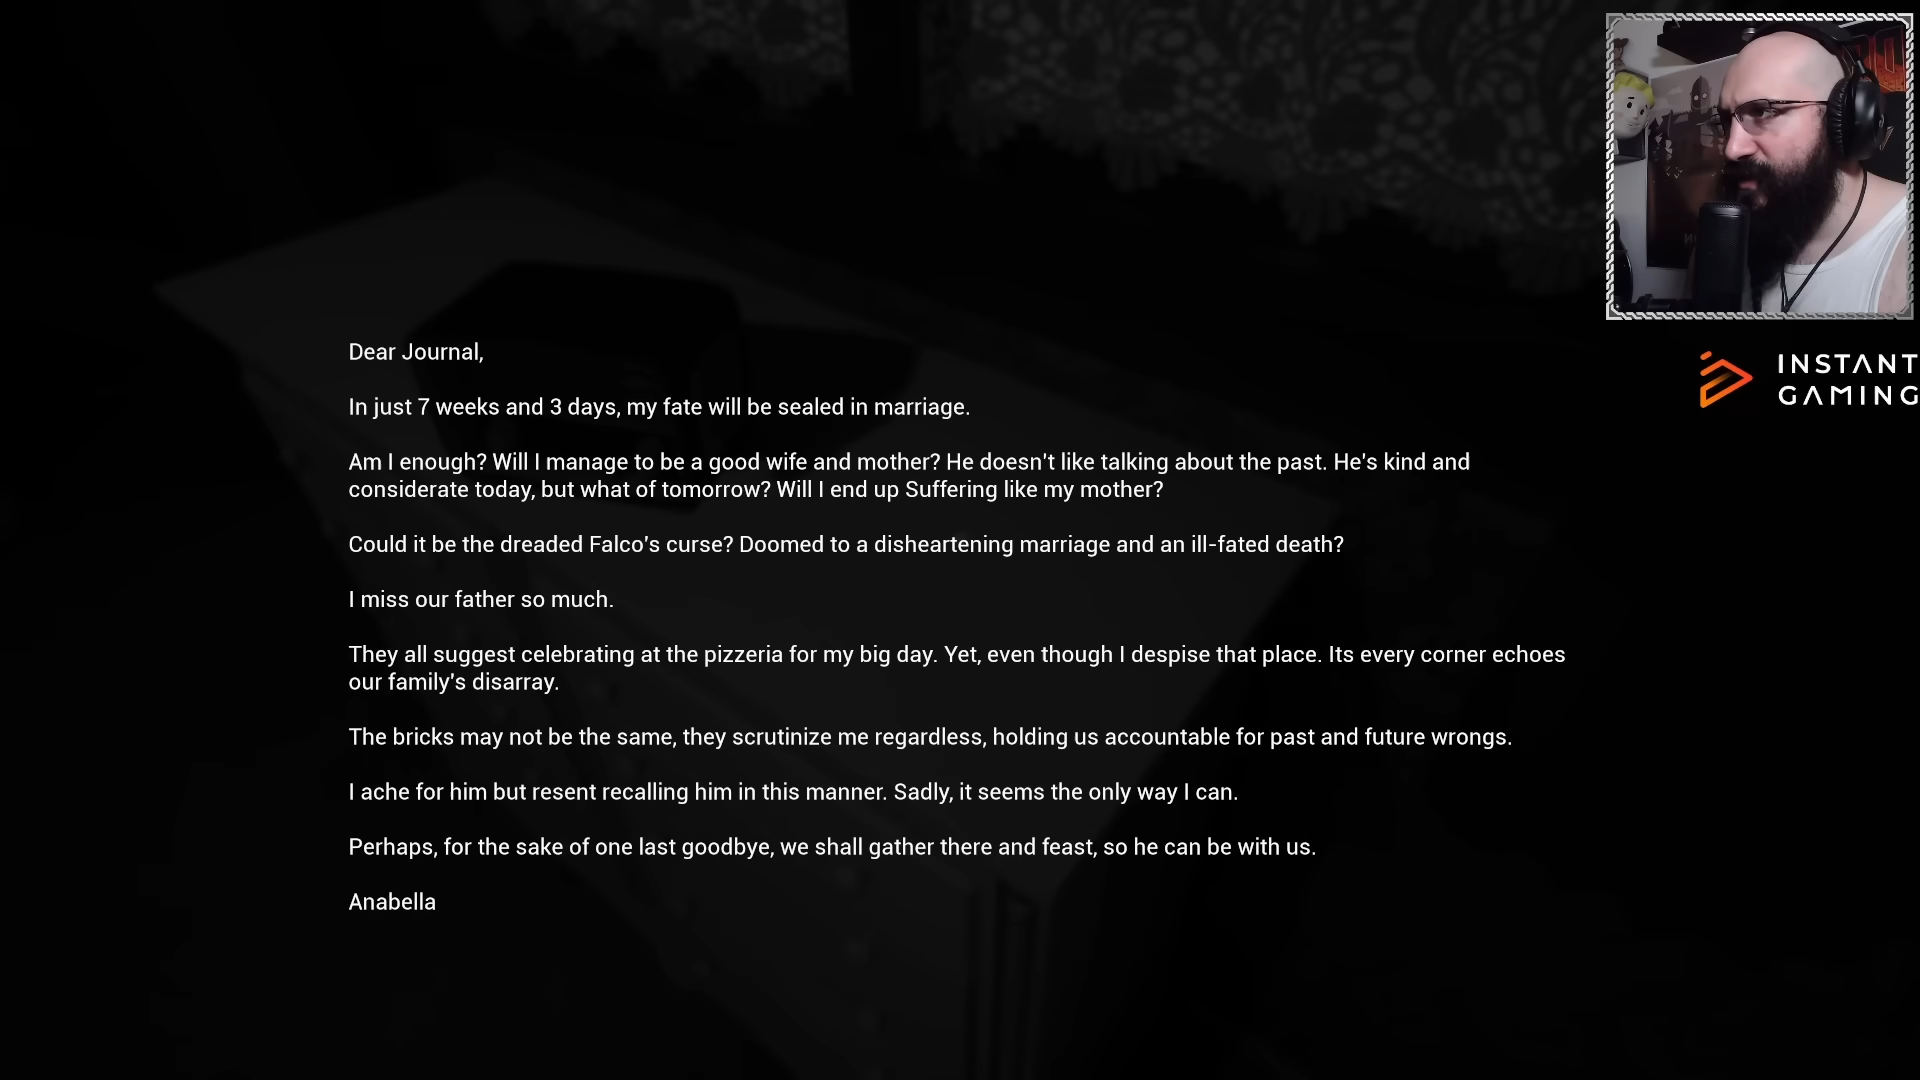 Dear Journal,
In just 7 weeks and 3 days, my fate will be sealed in marriage.
Am I enough? Will I manage to be a good wife and mother? He doesn't like talking about the past. He's kind and
considerate today, but what of tomorrow? Will I end up Suffering like my mother?
Could it be the dreaded Falco's curse? Doomed to a disheartening marriage and an ill-fated death?
I miss our father so much.
They all suggest celebrating at the pizzeria for my big day. Yet, even though I despise that place. Its every corner echoes
our family's disarray.
The bricks may not be the same, they scrutinize me regardless, holding us accountable for past and future wrongs.
I ache for him but resent recalling him in this manner. Sadly, it seems the only way I can.
Perhaps, for the sake of one last goodbye, we shall gather there and feast, so he can be with us.
Anabella
INSTANT
GAMING